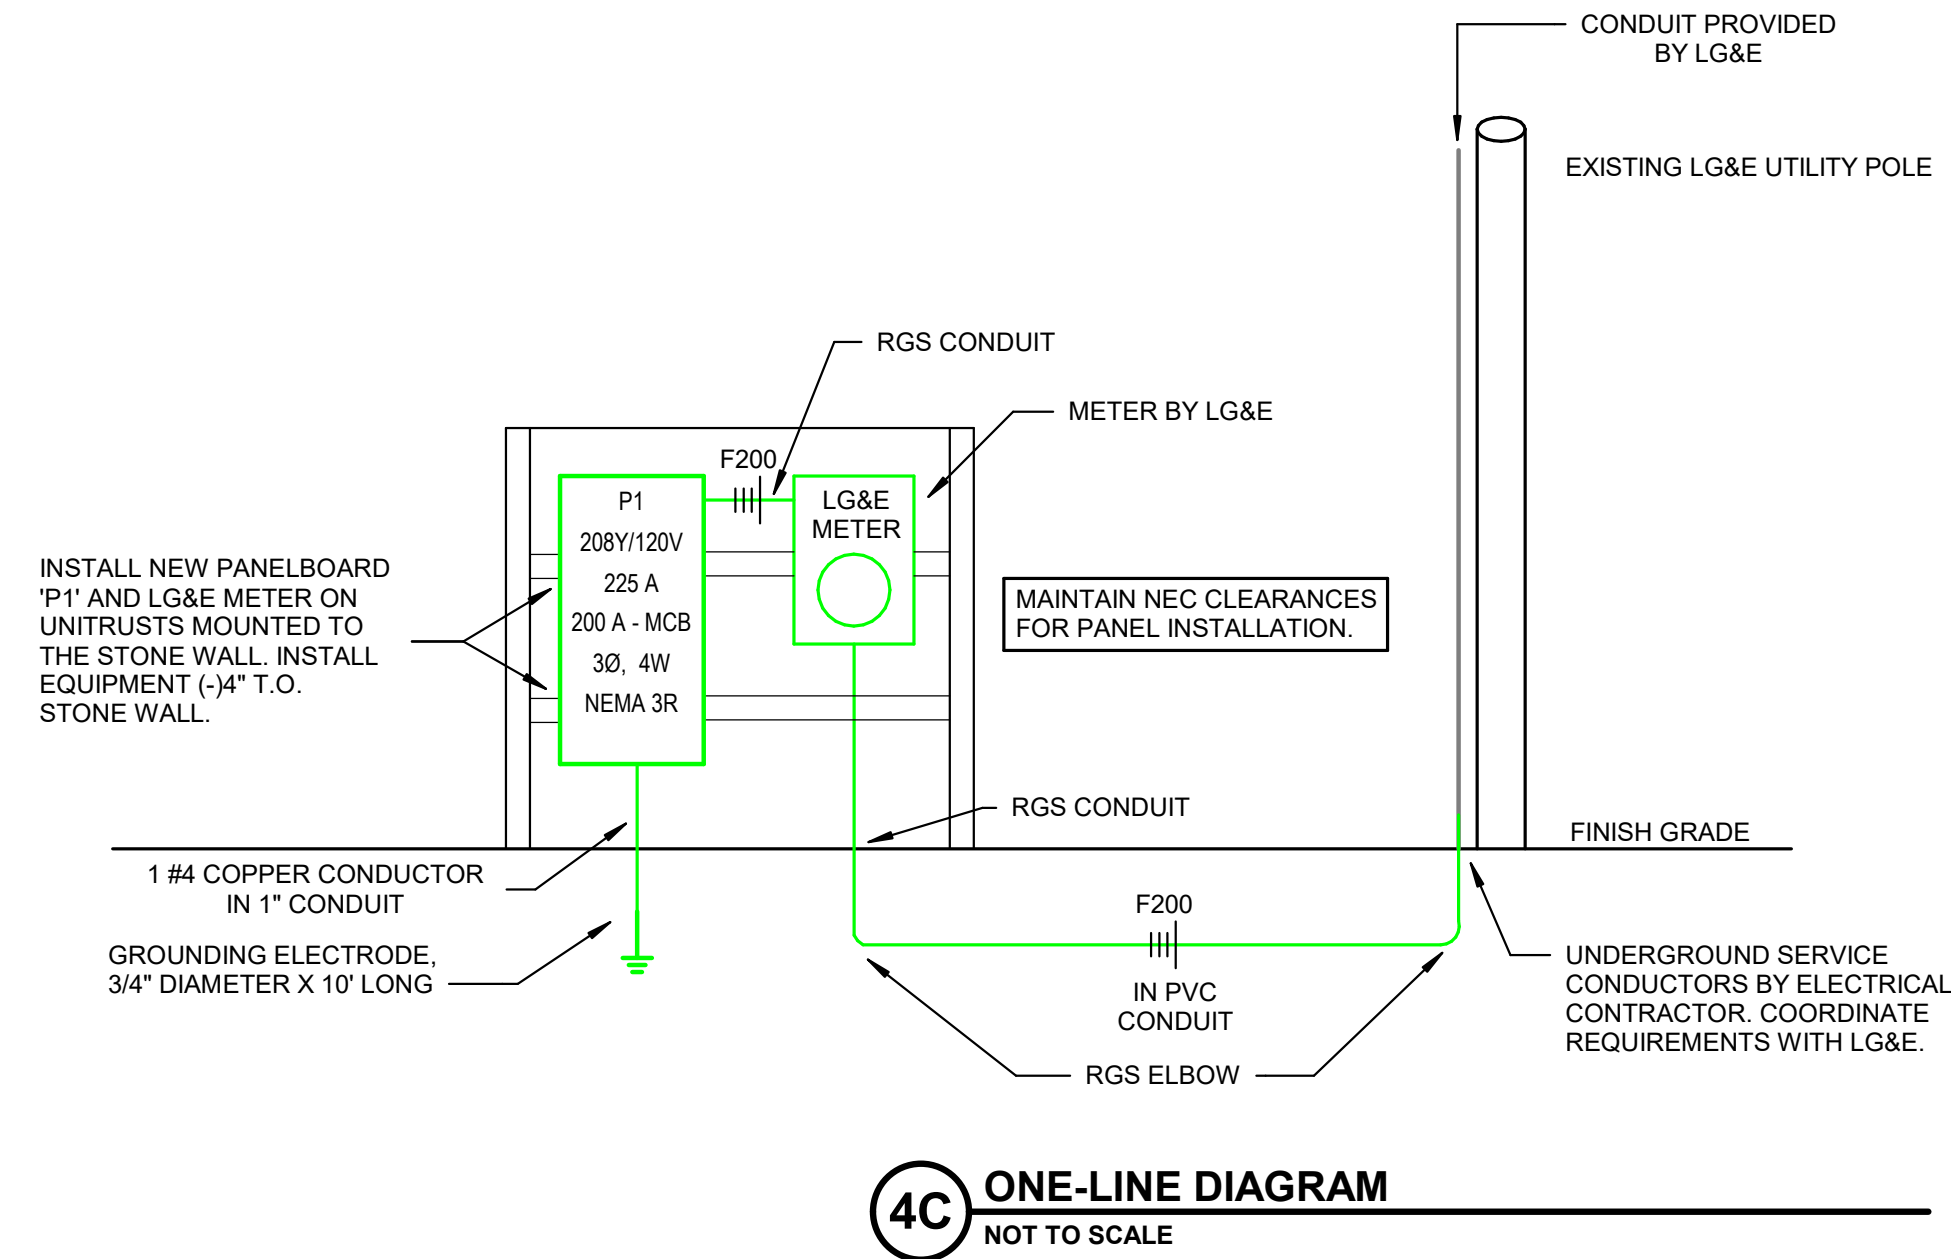 CONDUIT PROVIDED
BY LG&E
EXISTING LG&E UTILITY POLE
RGS CONDUIT
METER BY LG&E
F200
P1
208Y/120V
225 A
200 A - MCB
3Ø, 4W
NEMA 3R
LG&E
METER
INSTALL NEW PANELBOARD
'P1' AND LG&E METER ON
UNITRUSTS MOUNTED TO
THE STONE WALL. INSTALL
EQUIPMENT (-)4" T.O.
STONE WALL.
MAINTAIN NEC CLEARANCES
FOR PANEL INSTALLATION.
RGS CONDUIT
FINISH GRADE
1 #4 COPPER CONDUCTOR
IN 1" CONDUIT
GROUNDING ELECTRODE,
3/4" DIAMETER X 10' LONG
F200
IN PVC
CONDUIT
RGS ELBOW
UNDERGROUND SERVICE
CONDUCTORS BY ELECTRICAL
CONTRACTOR. COORDINATE
REQUIREMENTS WITH LG&E.
4C
ONE-LINE DIAGRAM
NOT TO SCALE